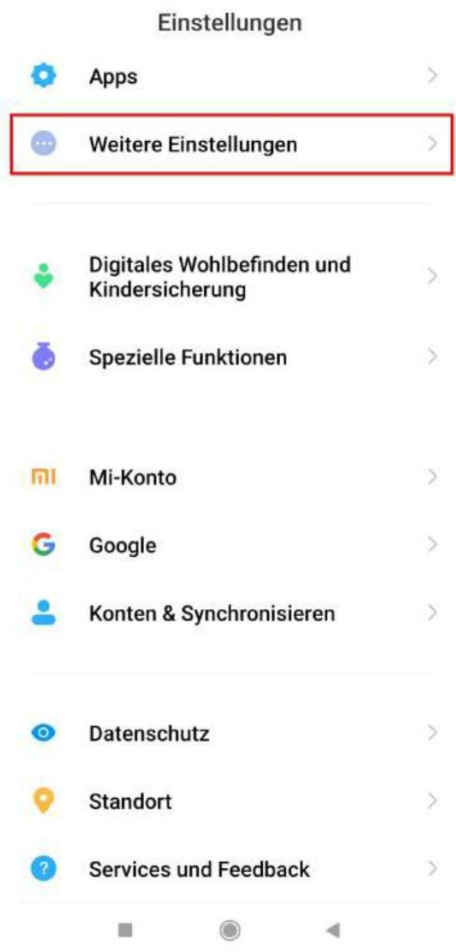 Einstellungen
Apps
Weitere Einstellungen
Digitales Wohlbefinden und
Kindersicherung
Spezielle Funktionen
Mi-Konto
Google
Konten & Synchronisieren
Datenschutz
Standort
Services und Feedback